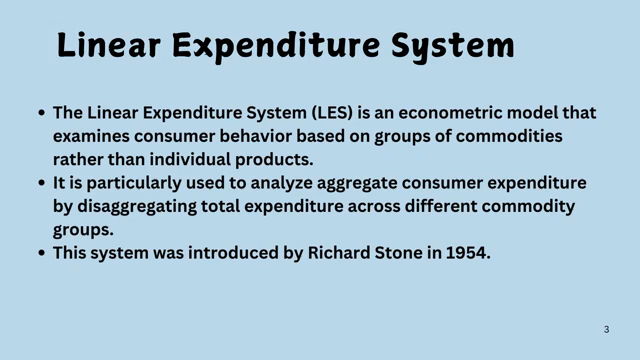 Linear Expenditure System
• The Linear Expenditure System (LES) is an econometric model that
examines consumer behavior based on groups of commodities
rather than individual products.
• It is particularly used to analyze aggregate consumer expenditure
by disaggregating total expenditure across different commodity
groups.
• This system was introduced by Richard Stone in 1954.
3